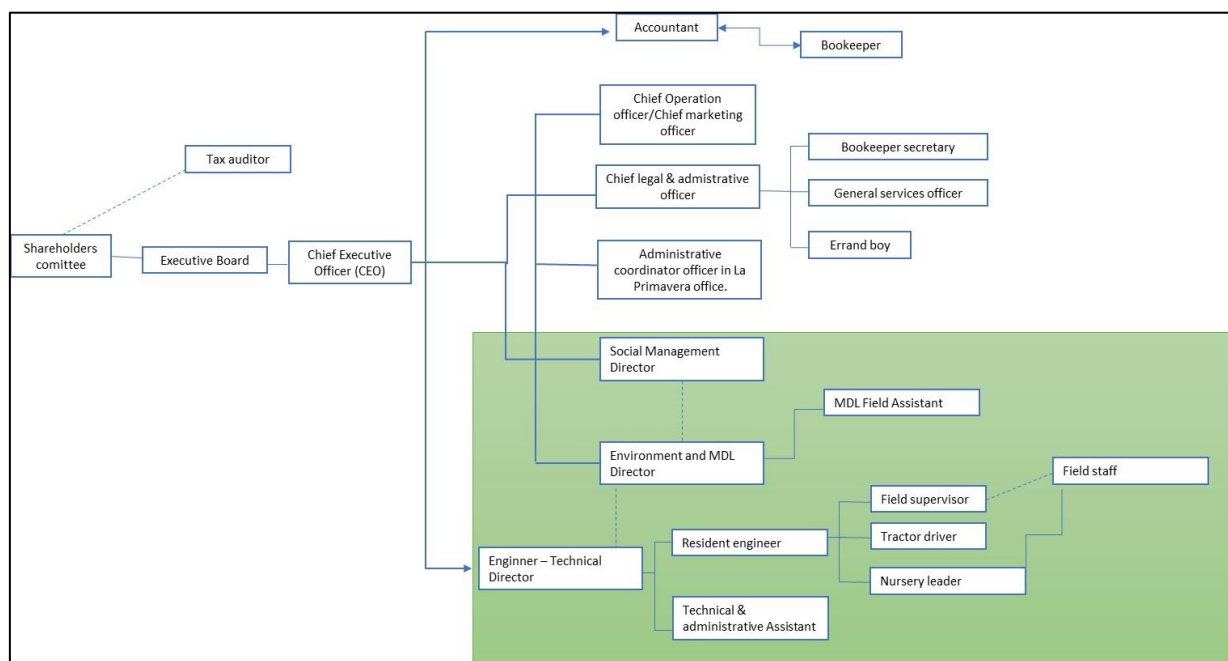 Accountant
Bookeeper
Chief Operation
officer/Chief marketing
officer
Bookeeper secretary
Tax auditor
Chief legal & admistrative
officer
General services officer
Shareholders
comittee
Executive Board
Chief Executive
Officer (CEO)
Errand boy
Administrative
coordinator officer in La
Primavera office.
Social Management
Director
MDL Field Assistant
Environment and MDL
Director
Field staff
Field supervisor
Resident engineer
Tractor driver
Enginner – Technical
Director
Nursery leader
Technical &
administrative Assistant